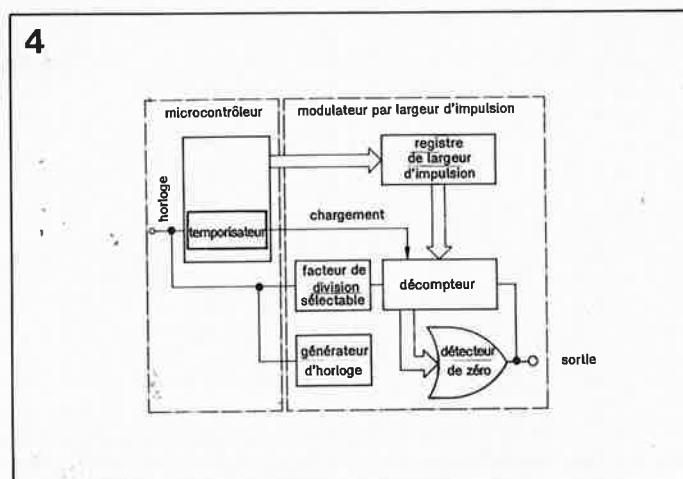 4
microcontrôleur
modulateur par largeur d'impulsion
horloge
registre
de largeur
d'impulsion
temporisateur
chargement
facteur de
division
sélectable
décompteur
générateur
d'horloge
détecteur
de zéro
sortie